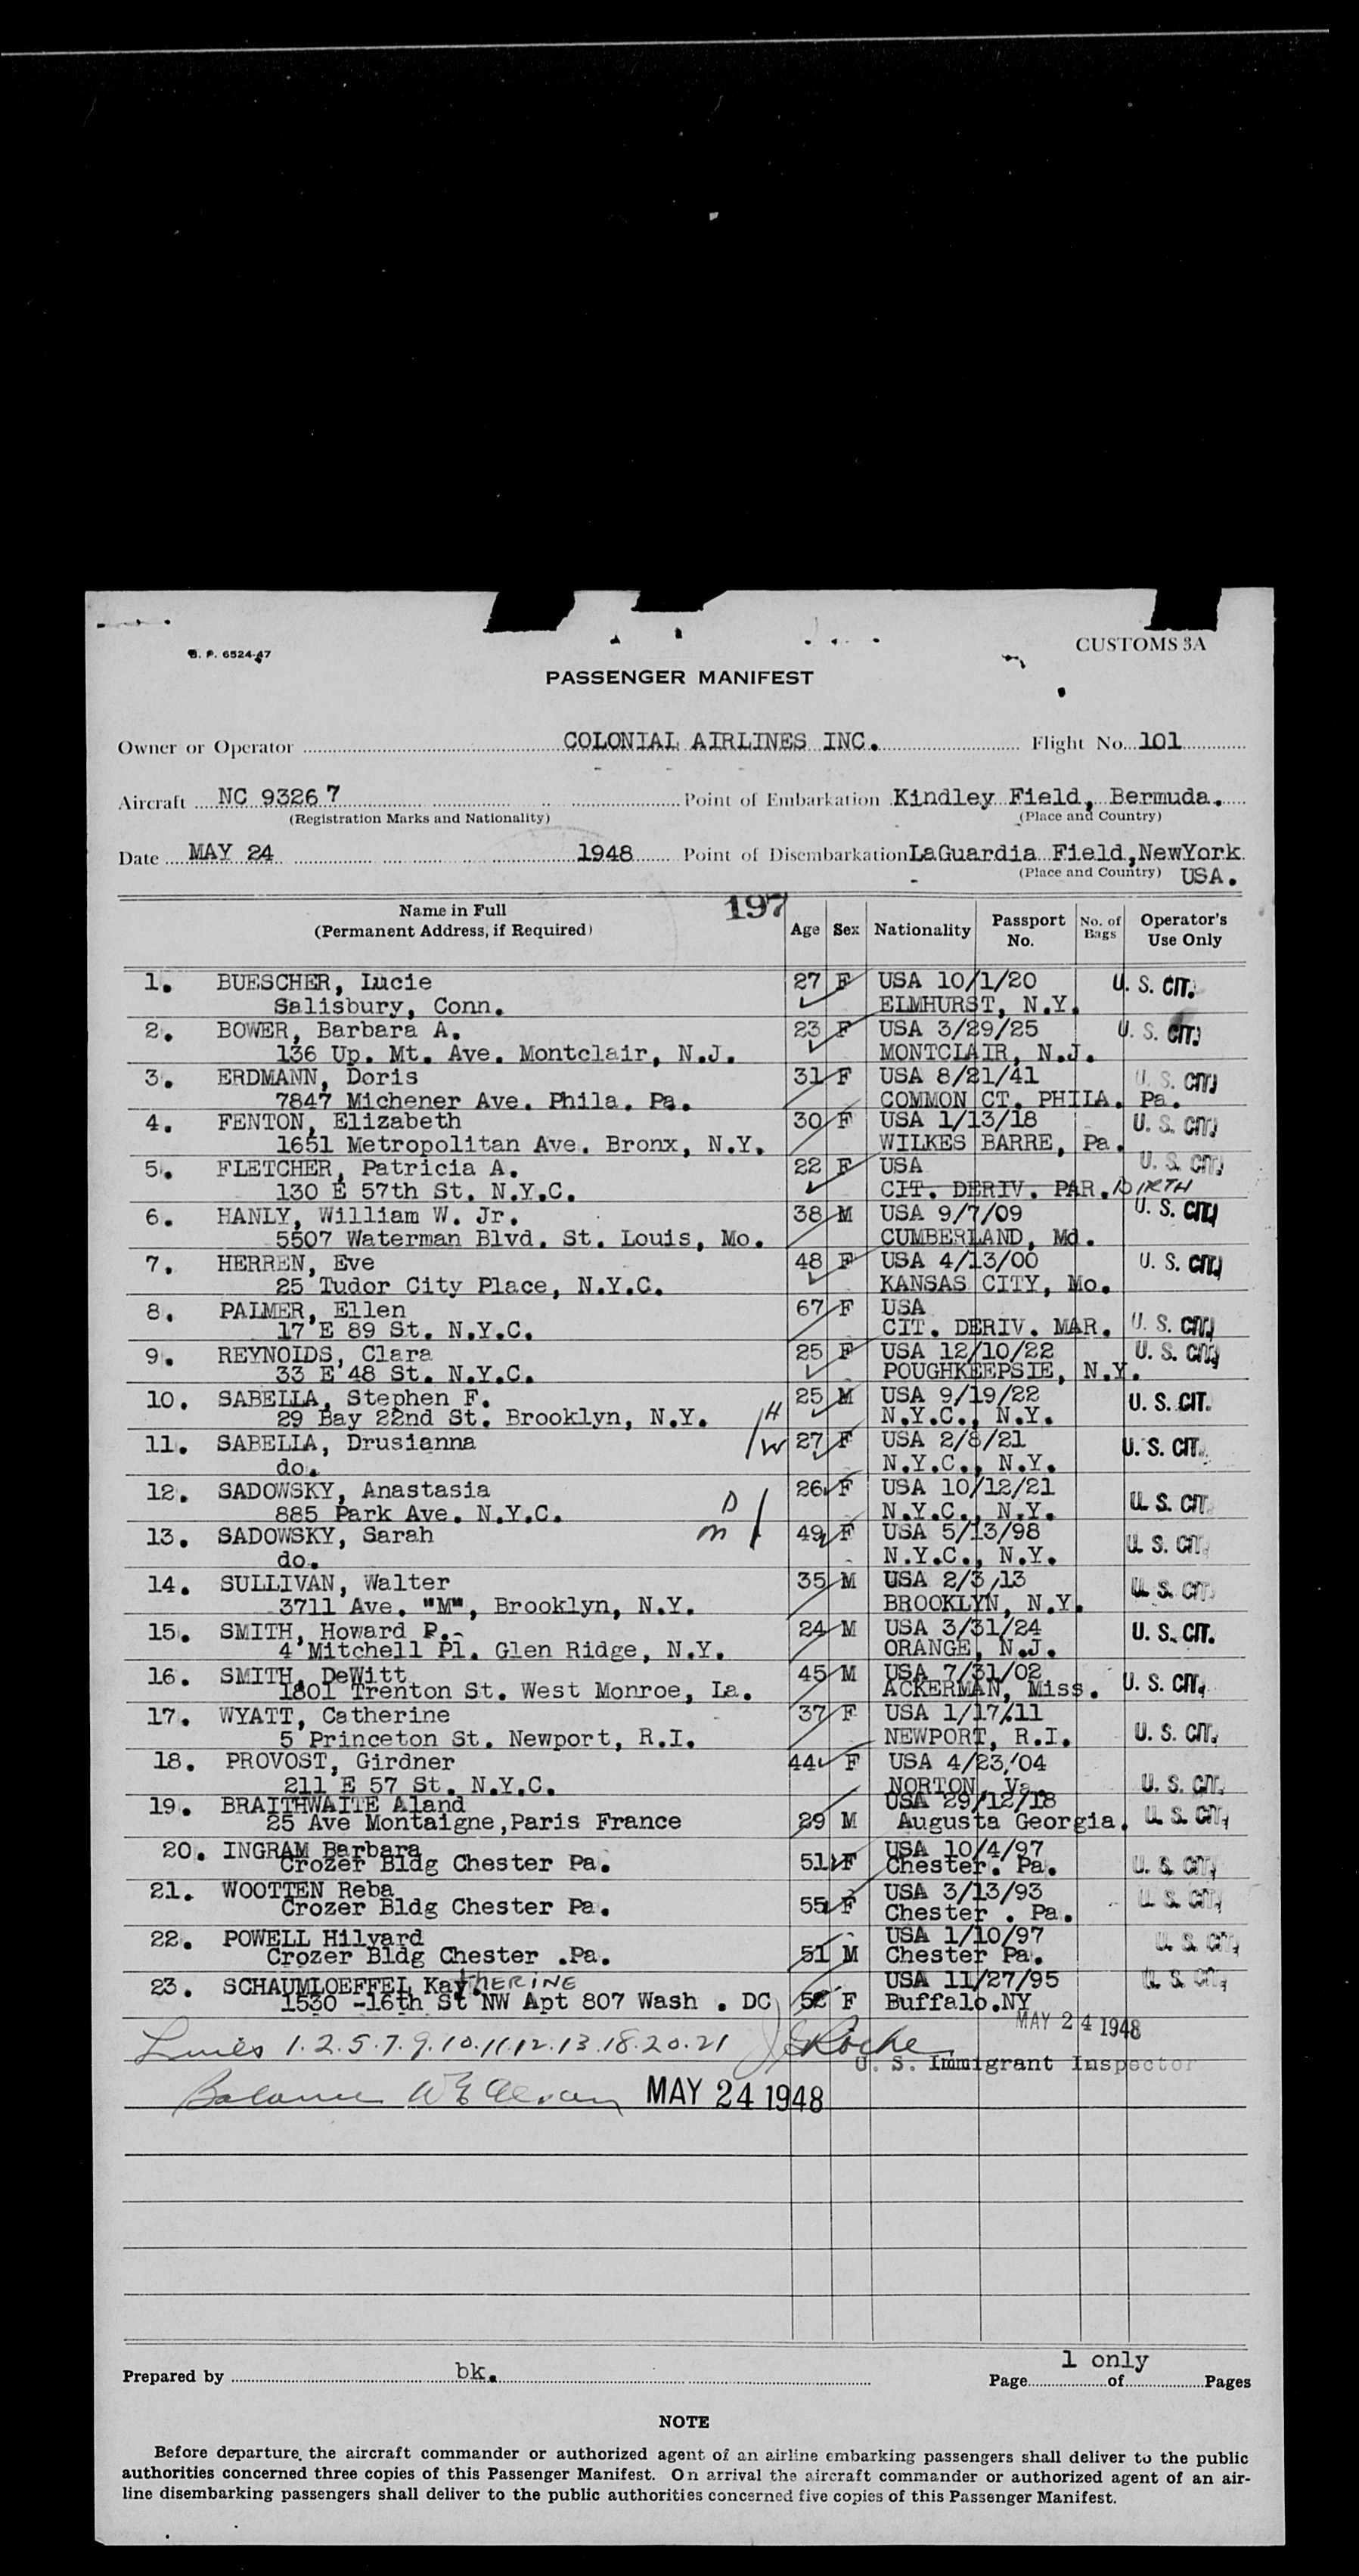 B. P. 6524-47
CUSTOMS 3A
PASSENGER MANIFEST
Owner or Operator COLONIAL AIRLINES INC. Flight No. 101
Aircraft NC 93267 Point of Embarkation Kindley Field, Bermuda.
(Registration Marks and Nationality) (Place and Country)
Date MAY 24 1948 Point of Disembarkation LaGuardia Field, NewYork
(Place and Country) USA.
197
Name in Full
(Permanent Address, if Required) Age Sex Nationality Passport No. No. of Bags Operator's Use Only
1. BUESCHER, Lucie 27 F USA 10/1/20 U. S. CIT.
Salisbury, Conn. ELMHURST, N.Y.
2. BOWER, Barbara A. 23 F USA 3/29/25 U. S. CIT.
136 Up. Mt. Ave. Montclair, N.J. MONTCLAIR, N.J.
3. ERDMANN, Doris 31 F USA 8/21/41 U. S. CIT.
7847 Michener Ave. Phila. Pa. COMMON CT. PHILA. Pa.
4. FENTON, Elizabeth 30 F USA 1/13/18 U. S. CIT.
1651 Metropolitan Ave. Bronx, N.Y. WILKES BARRE, Pa.
5. FLETCHER, Patricia A. 22 F USA U. S. CIT.
130 E 57th St. N.Y.C. CIT. DERIV. PAR. BIRTH
6. HANLY, William W. Jr. 38 M USA 9/7/09 U. S. CIT.
5507 Waterman Blvd. St. Louis, Mo. CUMBERLAND, Md.
7. HERREN, Eve 48 F USA 4/13/00 U. S. CIT.
25 Tudor City Place, N.Y.C. KANSAS CITY, Mo.
8. PALMER, Ellen 67 F USA
17 E 89 St. N.Y.C. CIT. DERIV. MAR. U. S. CIT.
9. REYNOLDS, Clara 25 F USA 12/10/22 U. S. CIT.
33 E 48 St. N.Y.C. POUGHKEEPSIE, N.Y.
10. SABELLA, Stephen F. 25 M USA 9/19/22 U. S. CIT.
29 Bay 22nd St. Brooklyn, N.Y. H N.Y.C., N.Y.
11. SABELLA, Drusianna W 27 F USA 2/8/21 U. S. CIT.
do. N.Y.C., N.Y.
12. SADOWSKY, Anastasia 26 F USA 10/12/21
885 Park Ave. N.Y.C. D N.Y.C., N.Y. U. S. CIT.
13. SADOWSKY, Sarah m 49 F USA 5/13/98 U. S. CIT.
do. N.Y.C., N.Y.
14. SULLIVAN, Walter 35 M USA 2/3/13 U. S. CIT.
3711 Ave. "M", Brooklyn, N.Y. BROOKLYN, N.Y.
15. SMITH, Howard P. 24 M USA 3/31/24 U. S. CIT.
4 Mitchell Pl. Glen Ridge, N.Y. ORANGE, N.J.
16. SMITH, DeWitt 45 M USA 7/31/02
1801 Trenton St. West Monroe, La. ACKERMAN, Miss. U. S. CIT.
17. WYATT, Catherine 37 F USA 1/17/11
5 Princeton St. Newport, R.I. NEWPORT, R.I. U. S. CIT.
18. PROVOST, Girdner 44 F USA 4/23/04
211 E 57 St. N.Y.C. NORTON, Va. U. S. CIT.
19. BRAITHWAITE Aland USA 29/12/18
25 Ave Montaigne, Paris France 29 M Augusta Georgia. U. S. CIT.
20. INGRAM Barbara USA 10/4/97
Crozer Bldg Chester Pa. 51 F Chester. Pa. U. S. CIT.
21. WOOTTEN Reba USA 3/13/93 U. S. CIT.
Crozer Bldg Chester Pa. 55 F Chester . Pa.
22. POWELL Hilyard USA 1/10/97 U. S. CIT.
Crozer Bldg Chester .Pa. 51 M Chester Pa.
23. SCHAUMLOEFFEL KaTHERINE USA 11/27/95 U. S. CIT.
1530 -16th St NW Apt 807 Wash . DC 52 F Buffalo.NY
MAY 24 1948
Lines 1.2.5.7.9.10.11.12.13.18.20.21 Roche
U. S. Immigrant Inspector
Balance MAY 24 1948
1 only
Prepared by bk. Page of Pages
NOTE
Before departure, the aircraft commander or authorized agent of an airline embarking passengers shall deliver to the public
authorities concerned three copies of this Passenger Manifest. On arrival the aircraft commander or authorized agent of an air-
line disembarking passengers shall deliver to the public authorities concerned five copies of this Passenger Manifest.